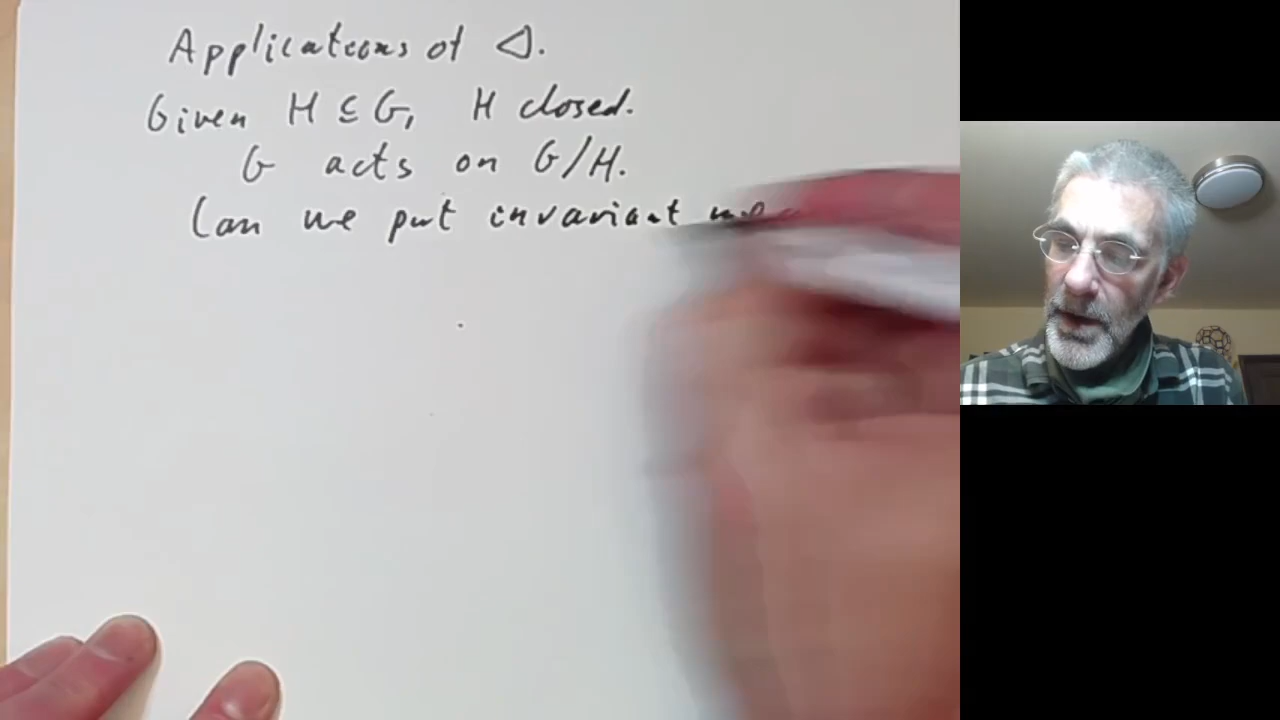 Applications of Δ.
Given H ⊆ G, H closed.
G acts on G/H.
Can we put invariant